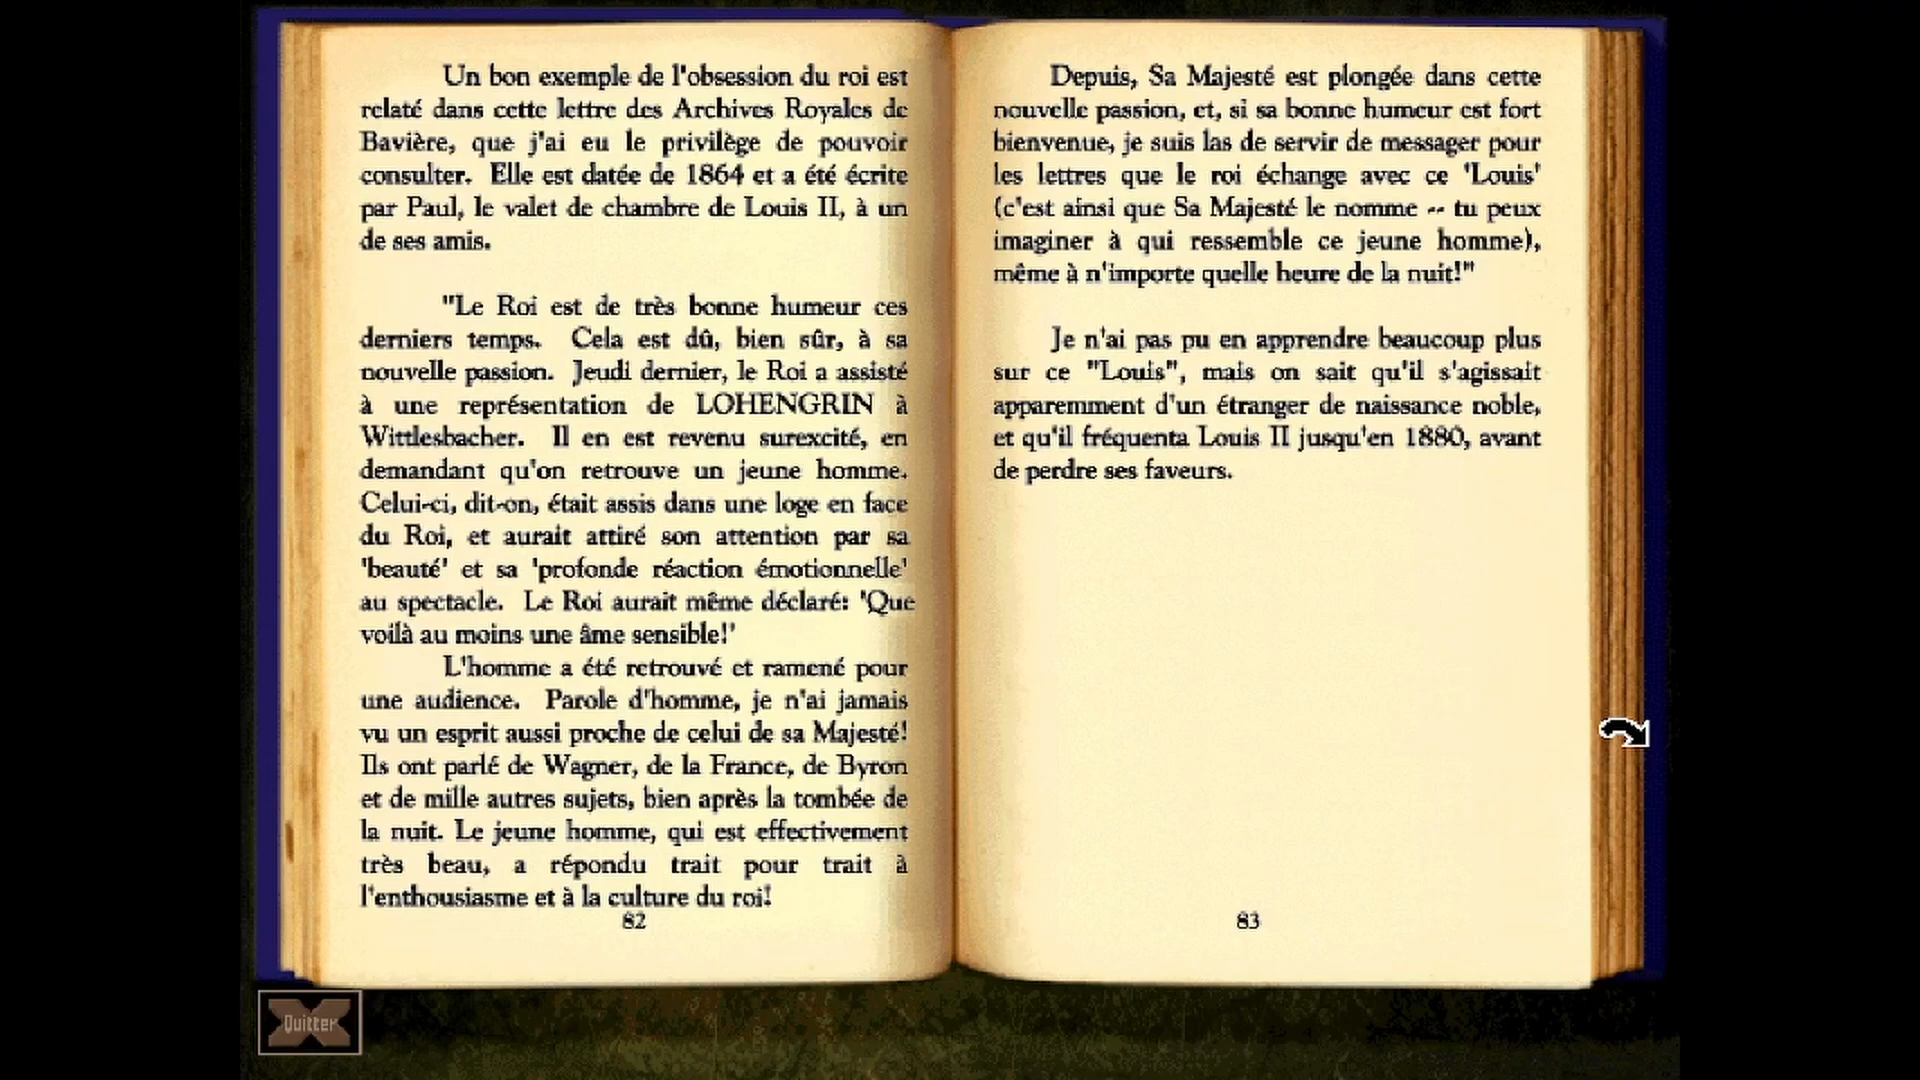 Un bon exemple de l'obsession du roi est
relaté dans cette lettre des Archives Royales de
Bavière, que j'ai eu le privilège de pouvoir
consulter. Elle est datée de 1864 et a été écrite
par Paul, le valet de chambre de Louis II, à un
de ses amis.
"Le Roi est de très bonne humeur ces
derniers temps. Cela est dû, bien sûr, à sa
nouvelle passion. Jeudi dernier, le Roi a assisté
à une représentation de LOHENGRIN à
Wittlesbacher. Il en est revenu surexcité, en
demandant qu'on retrouve un jeune homme.
Celui-ci, dit-on, était assis dans une loge en face
du Roi, et aurait attiré son attention par sa
'beauté' et sa 'profonde réaction émotionnelle'
au spectacle. Le Roi aurait même déclaré: 'Que
voilà au moins une âme sensible!'
L'homme a été retrouvé et ramené pour
une audience. Parole d'homme, je n'ai jamais
vu un esprit aussi proche de celui de sa Majesté!
Ils ont parlé de Wagner, de la France, de Byron
et de mille autres sujets, bien après la tombée de
la nuit. Le jeune homme, qui est effectivement
très beau, a répondu trait pour trait à
l'enthousiasme et à la culture du roi!
82
Depuis, Sa Majesté est plongée dans cette
nouvelle passion, et, si sa bonne humeur est fort
bienvenue, je suis las de servir de messager pour
les lettres que le roi échange avec ce 'Louis'
(c'est ainsi que Sa Majesté le nomme -- tu peux
imaginer à qui ressemble ce jeune homme),
même à n'importe quelle heure de la nuit!"
Je n'ai pas pu en apprendre beaucoup plus
sur ce "Louis", mais on sait qu'il s'agissait
apparemment d'un étranger de naissance noble,
et qu'il fréquenta Louis II jusqu'en 1880, avant
de perdre ses faveurs.
83
Quitter